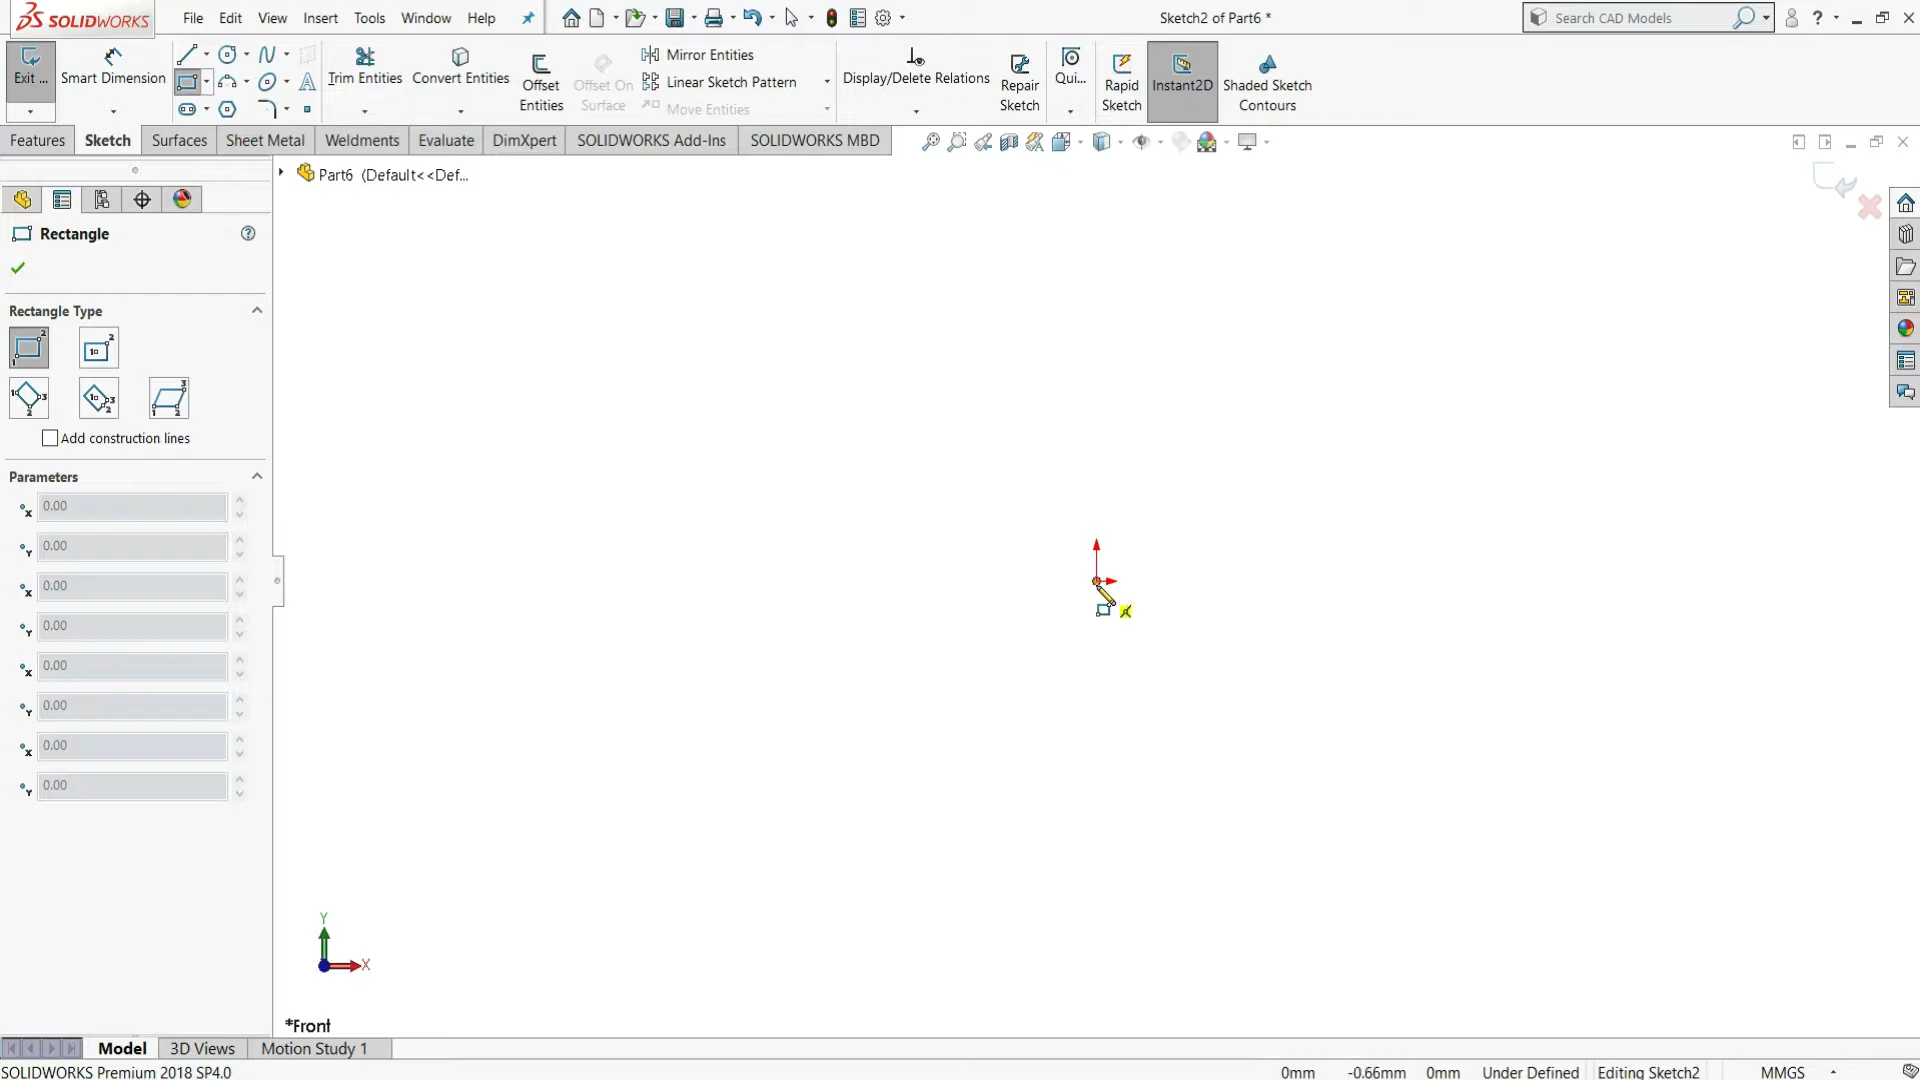 SOLIDWORKS File Edit View Insert Tools Window Help Sketch2 of Part6 * Search CAD Models ?
Exit ... Smart Dimension Trim Entities Convert Entities Offset Entities Offset On Surface Mirror Entities Linear Sketch Pattern Move Entities Display/Delete Relations Repair Sketch Qui... Rapid Sketch Instant2D Shaded Sketch Contours
Features Sketch Surfaces Sheet Metal Weldments Evaluate DimXpert SOLIDWORKS Add-Ins SOLIDWORKS MBD
Part6 (Default<<Def...
Rectangle ?
Rectangle Type
Add construction lines
Parameters
x 0.00
Y 0.00
x 0.00
Y 0.00
x 0.00
Y 0.00
x 0.00
Y 0.00
Y
X
*Front
Model 3D Views Motion Study 1
SOLIDWORKS Premium 2018 SP4.0 0mm -0.66mm 0mm Under Defined Editing Sketch2 MMGS